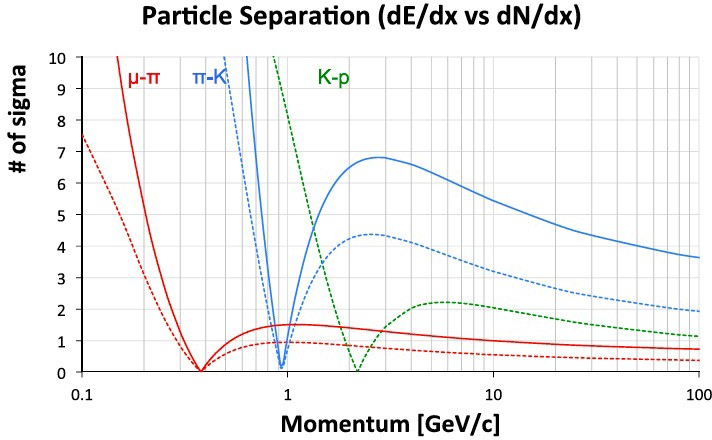 Particle Separation (dE/dx vs dN/dx)
# of sigma
10
9
8
7
6
5
4
3
2
1
0
μ-π
π-K
K-p
0.1
1
10
100
Momentum [GeV/c]